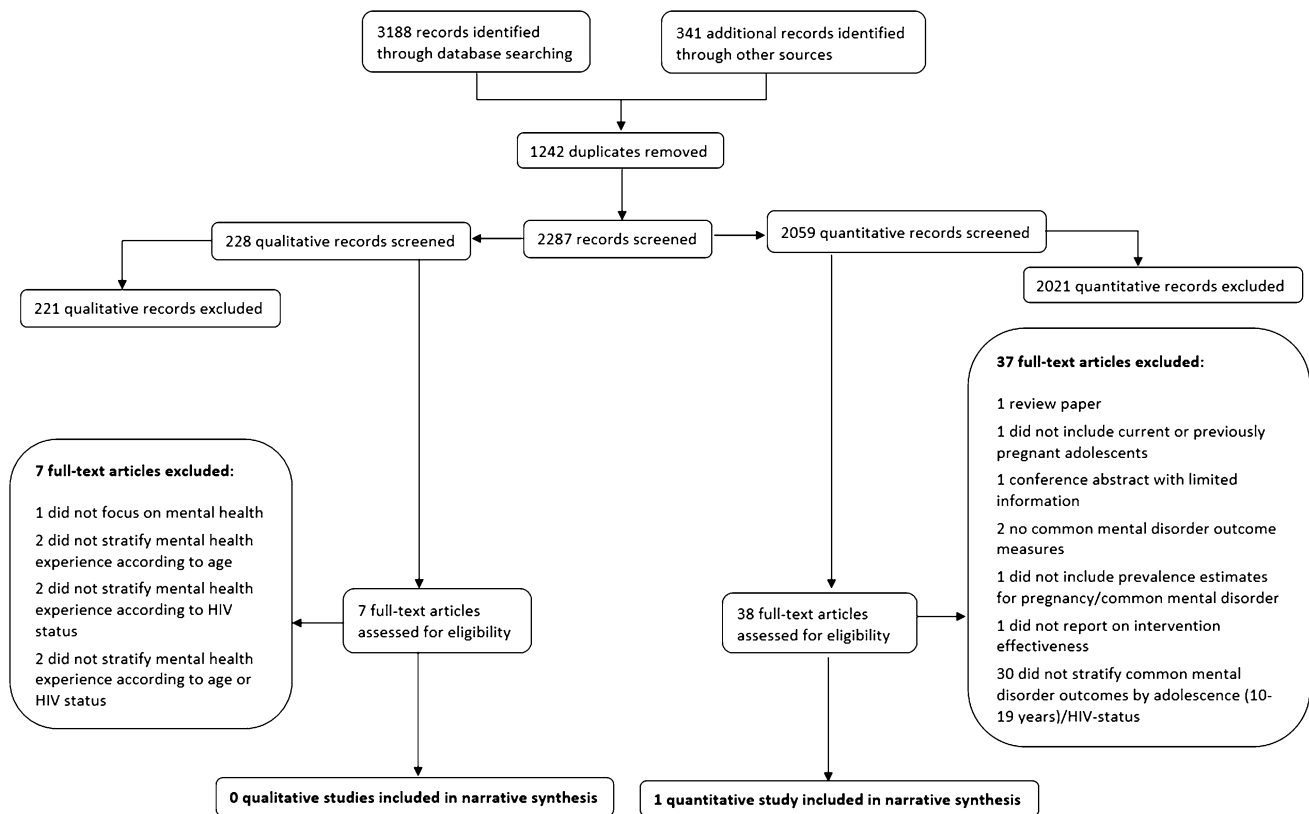 3188 records identified
through database searching
341 additional records identified
through other sources
1242 duplicates removed
228 qualitative records screened
2287 records screened
2059 quantitative records screened
221 qualitative records excluded
2021 quantitative records excluded
37 full-text articles excluded:
1 review paper
1 did not include current or previously
pregnant adolescents
1 conference abstract with limited
information
2 no common mental disorder outcome
measures
1 did not include prevalence estimates
for pregnancy/common mental disorder
1 did not report on intervention
effectiveness
30 did not stratify common mental
disorder outcomes by adolescence (10-
19 years)/HIV-status
7 full-text articles excluded:
1 did not focus on mental health
2 did not stratify mental health
experience according to age
2 did not stratify mental health
experience according to HIV
status
2 did not stratify mental health
experience according to age or
HIV status
7 full-text articles
assessed for eligibility
38 full-text articles
assessed for eligibility
0 qualitative studies included in narrative synthesis
1 quantitative study included in narrative synthesis